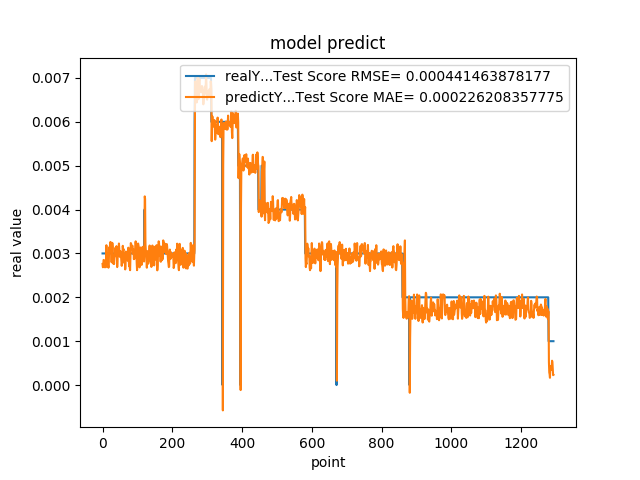 model predict
realY...Test Score RMSE= 0.000441463878177
predictY...Test Score MAE= 0.000226208357775
0.007
0.006
0.005
0.004
0.003
0.002
0.001
0.000
real value
0 200 400 600 800 1000 1200
point